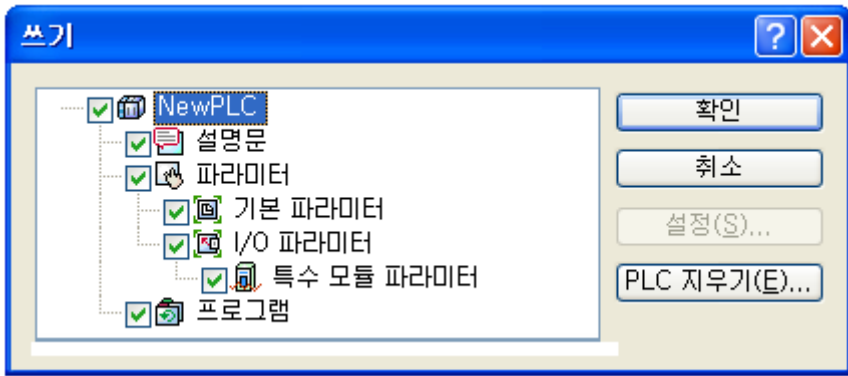 쓰기
NewPLC
설명문
파라미터
기본 파라미터
I/O 파라미터
특수 모듈 파라미터
프로그램
확인
취소
설정(S)...
PLC 지우기(E)...